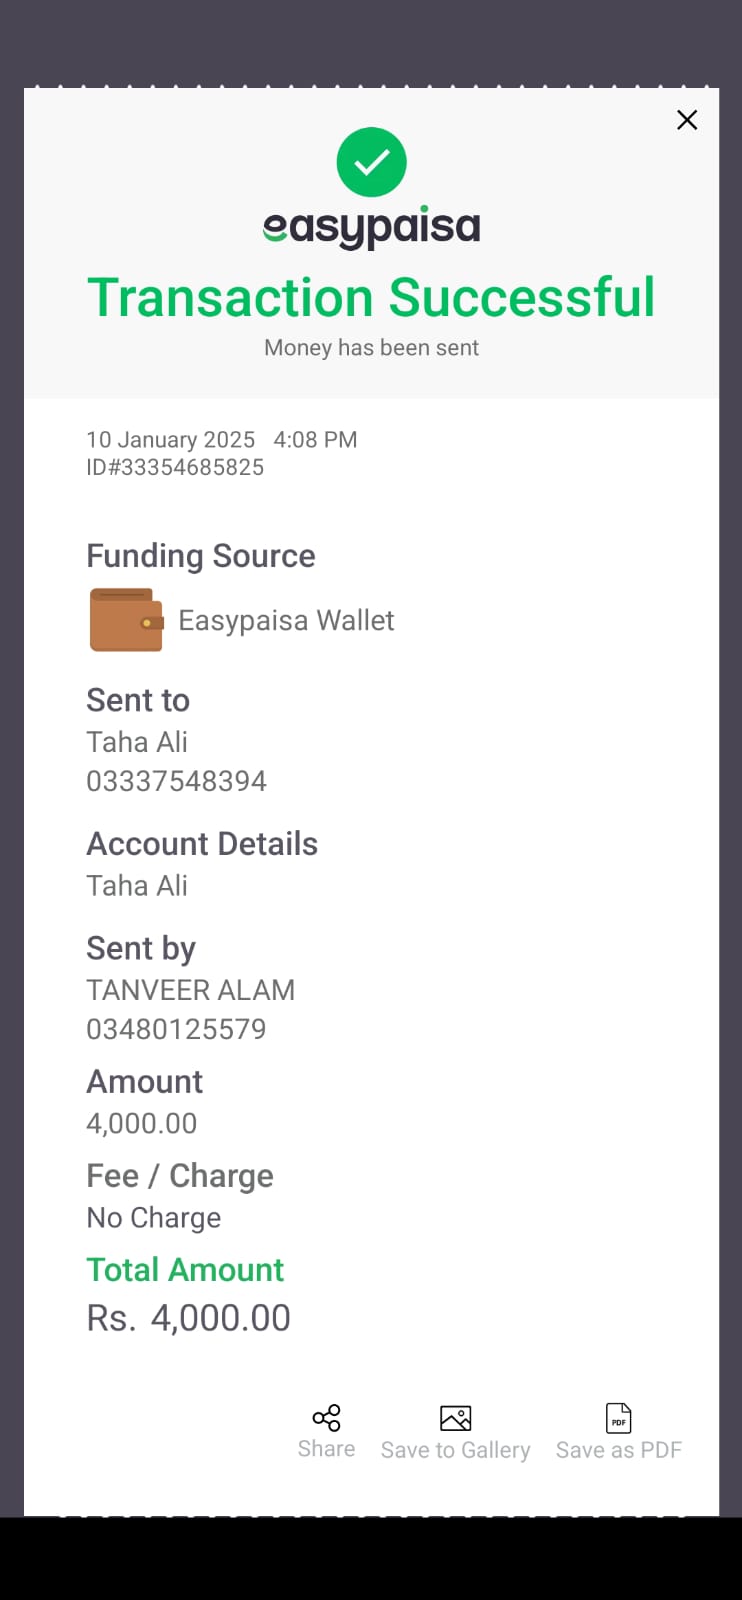 easypaisa
Transaction Successful
Money has been sent
10 January 2025 4:08 PM
ID#33354685825
Funding Source
Easypaisa Wallet
Sent to
Taha Ali
03337548394
Account Details
Taha Ali
Sent by
TANVEER ALAM
03480125579
Amount
4,000.00
Fee / Charge
No Charge
Total Amount
Rs. 4,000.00
PDF
Share Save to Gallery Save as PDF